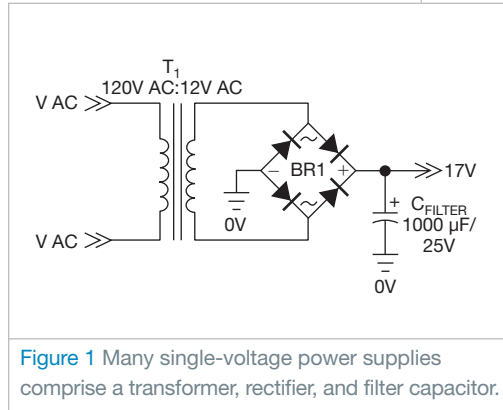 T1
120V AC:12V AC
V AC
V AC
~
− BR1 +
~
17V
0V
+ CFILTER
1000 µF/
25V
0V
Figure 1 Many single-voltage power supplies
comprise a transformer, rectifier, and filter capacitor.